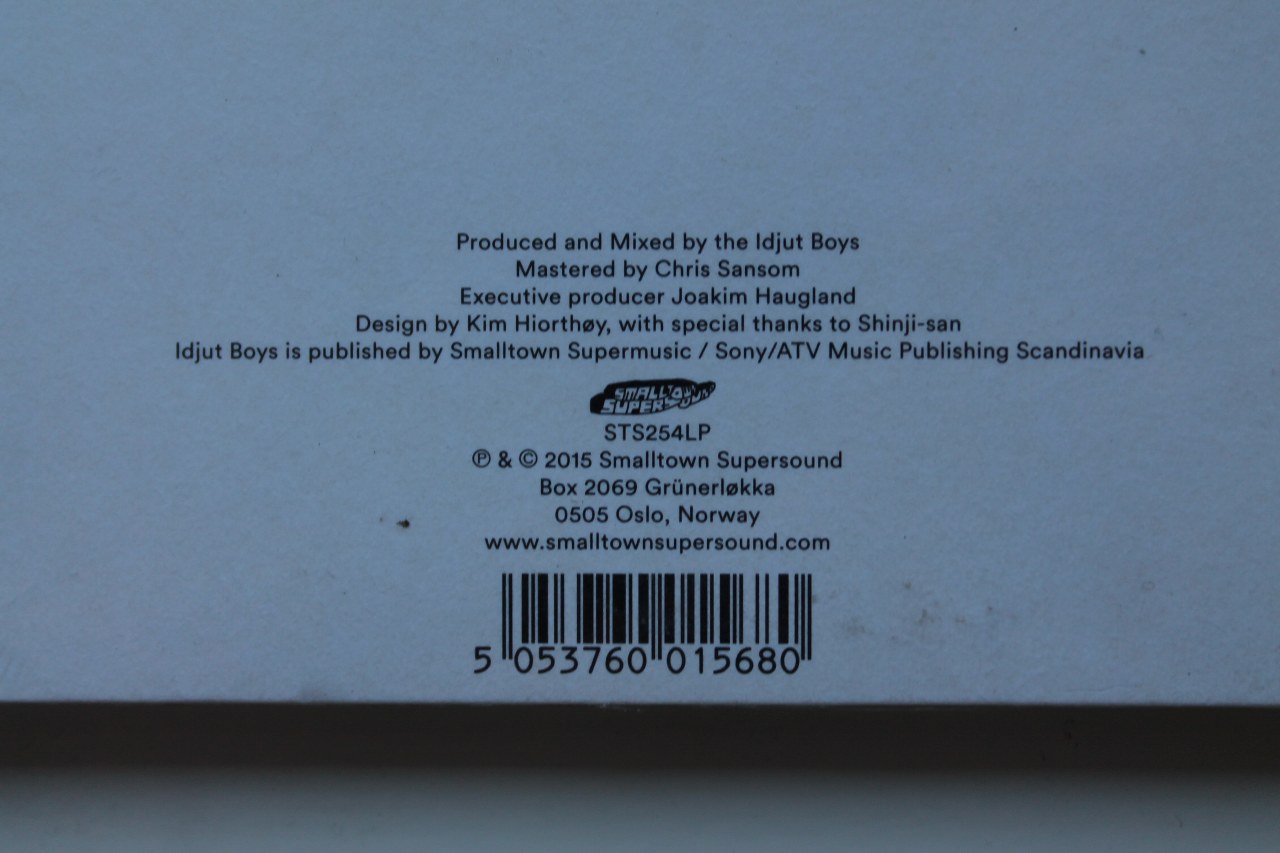 Produced and Mixed by the Idjut Boys
Mastered by Chris Sansom
Executive producer Joakim Haugland
Design by Kim Hiorthøy, with special thanks to Shinji-san
Idjut Boys is published by Smalltown Supermusic / Sony/ATV Music Publishing Scandinavia
SMALLTOWN
SUPERSOUND
STS254LP
℗ & © 2015 Smalltown Supersound
Box 2069 Grünerløkka
0505 Oslo, Norway
www.smalltownsupersound.com
5 053760 015680